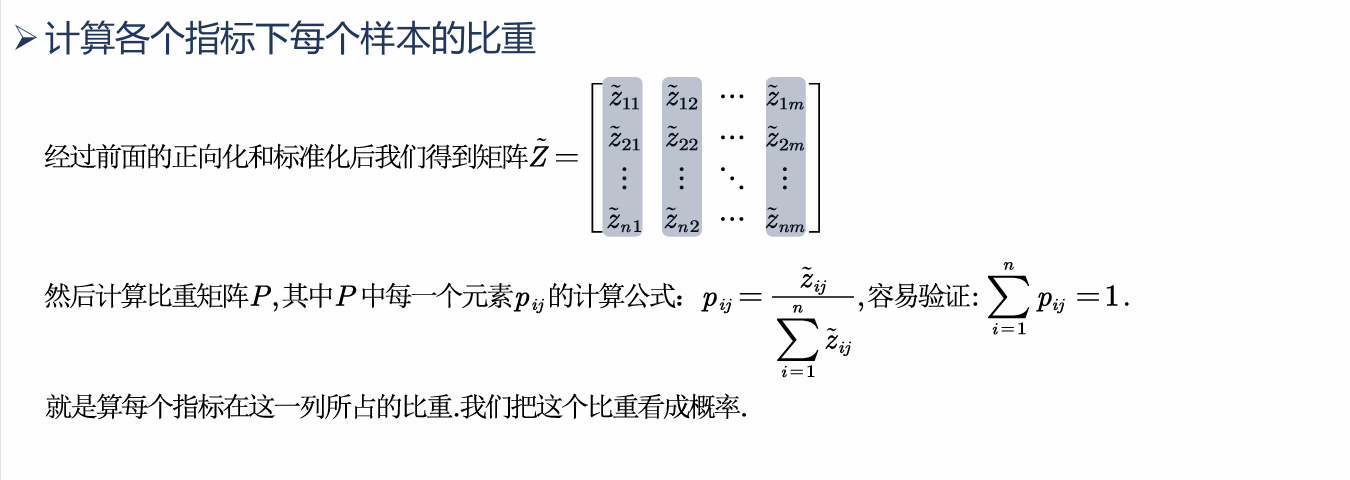 ➢ 计算各个指标下每个样本的比重
经过前面的正向化和标准化后我们得到矩阵 $\tilde{Z} = \begin{bmatrix} \tilde{z}_{11} & \tilde{z}_{12} & \cdots & \tilde{z}_{1m} \\ \tilde{z}_{21} & \tilde{z}_{22} & \cdots & \tilde{z}_{2m} \\ \vdots & \vdots & \ddots & \vdots \\ \tilde{z}_{n1} & \tilde{z}_{n2} & \cdots & \tilde{z}_{nm} \end{bmatrix}$
然后计算比重矩阵$P$,其中$P$中每一个元素$p_{ij}$的计算公式：$p_{ij} = \frac{\tilde{z}_{ij}}{\sum_{i=1}^{n} \tilde{z}_{ij}}$,容易验证: $\sum_{i=1}^{n} p_{ij} = 1$.
就是算每个指标在这一列所占的比重.我们把这个比重看成概率.